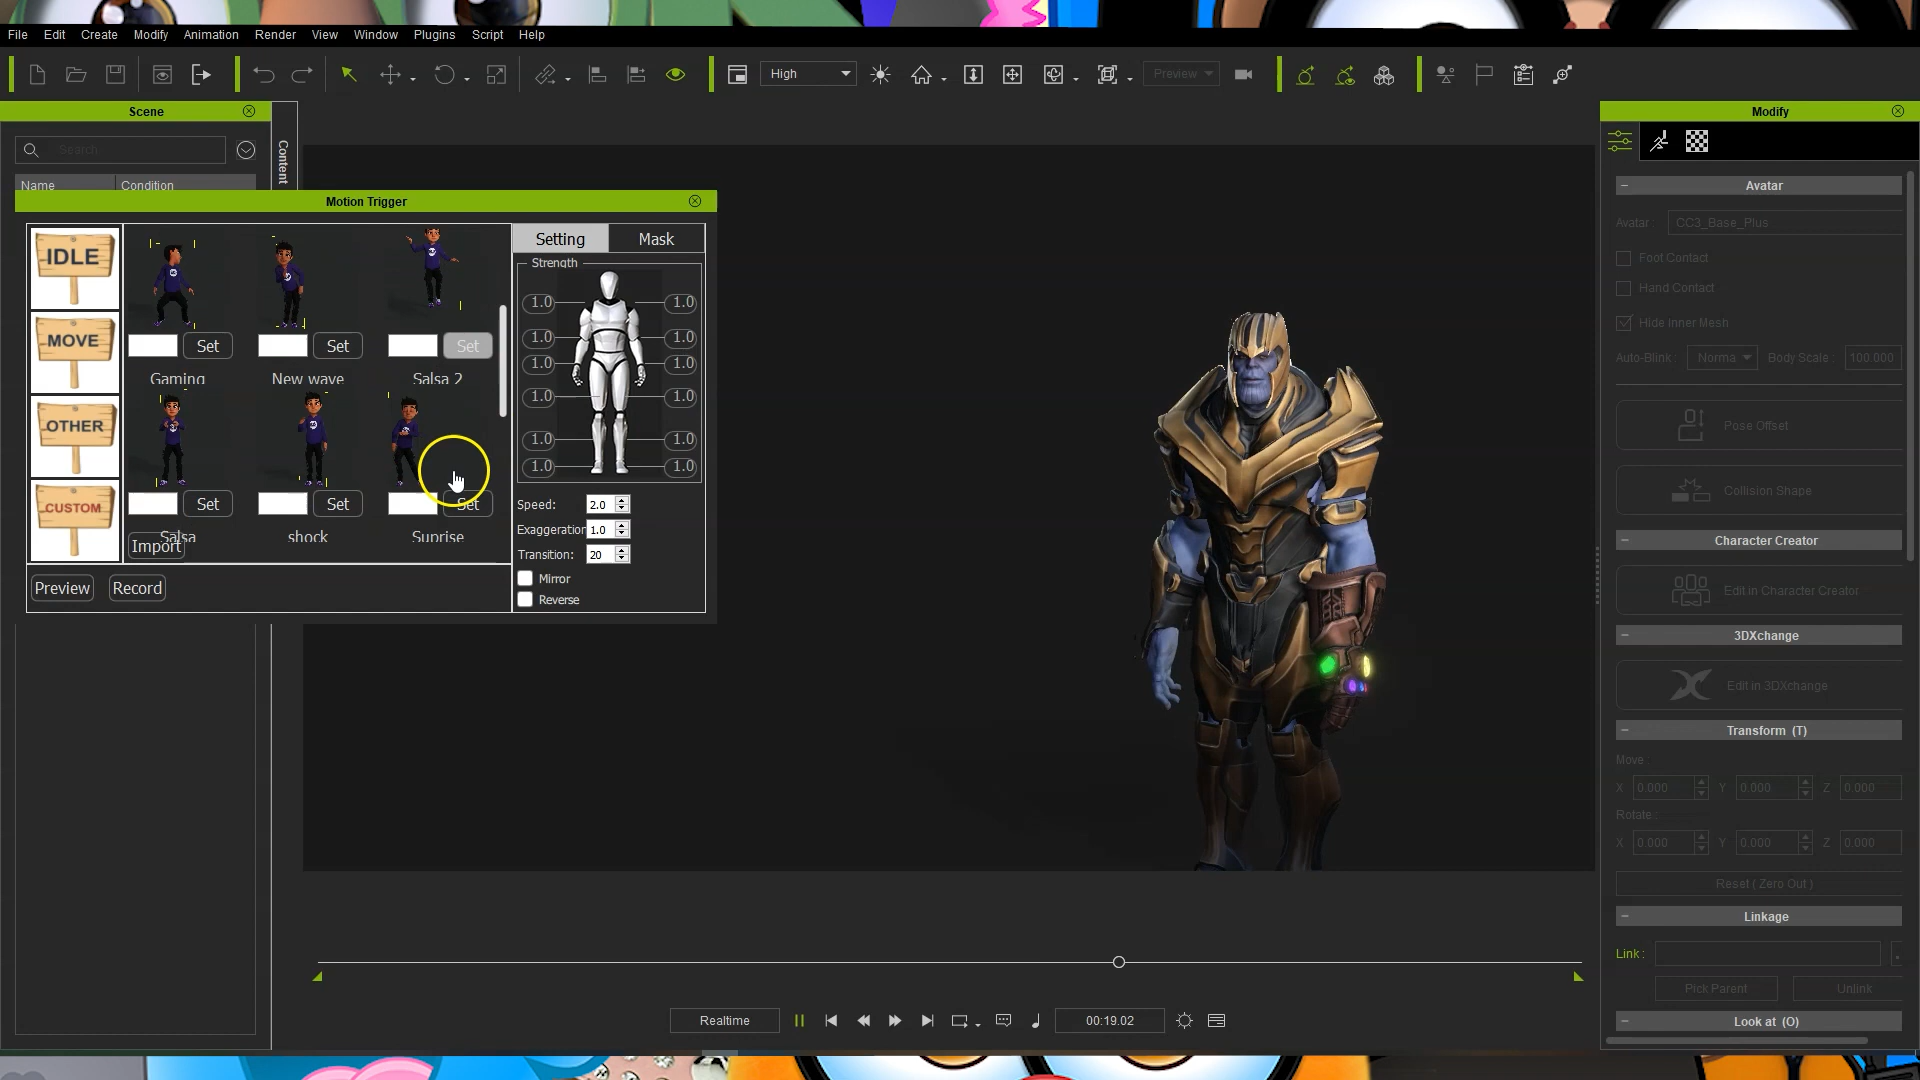 File Edit Create Modify Animation Render View Window Plugins Script Help
High
Preview
Scene
Search
Name Condition
Content
Motion Trigger
IDLE
MOVE
OTHER
CUSTOM
Set Set Set
Gaming New wave Salsa 2
Set Set Set
Salsa shock Sunrise
Import
Preview Record
Setting Mask
Strength
1.0 1.0
1.0 1.0
1.0 1.0
1.0 1.0
1.0 1.0
1.0 1.0
Speed: 2.0
Exaggeration 1.0
Transition: 20
Mirror
Reverse
Realtime
00:19.02
Modify
Avatar
Avatar: CC3_Base_Plus
Foot Contact
Hand Contact
Hide Inner Mesh
Auto-Blink: Norma Body Scale: 100.000
Pose Offset
Collision Shape
Character Creator
Edit in Character Creator
3DXchange
Edit in 3DXchange
Transform (T)
Move :
X 0.000 Y 0.000 Z 0.000
Rotate :
X 0.000 Y 0.000 Z 0.000
Reset ( Zero Out )
Linkage
Link :
Pick Parent Unlink
Look at (O)